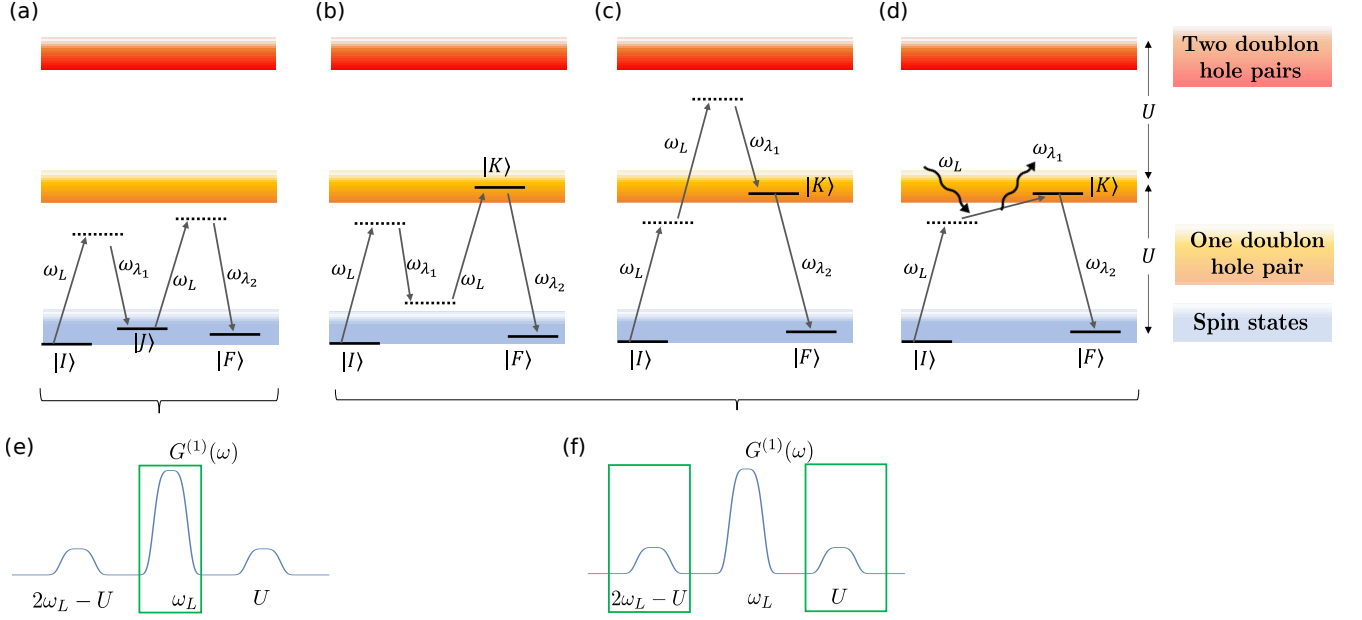 (a)
(b)
(c)
(d)
ω_L
ω_{λ_1}
ω_L
ω_{λ_2}
|I⟩
|J⟩
|F⟩
ω_L
ω_{λ_1}
ω_L
|K⟩
ω_{λ_2}
|I⟩
|F⟩
ω_L
ω_L
ω_{λ_1}
|K⟩
ω_{λ_2}
|I⟩
|F⟩
ω_L
ω_L
ω_{λ_1}
|K⟩
ω_{λ_2}
|I⟩
|F⟩
U
U
Two doublon
hole pairs
One doublon
hole pair
Spin states
(e)
G^{(1)}(ω)
2ω_L − U
ω_L
U
(f)
G^{(1)}(ω)
2ω_L − U
ω_L
U